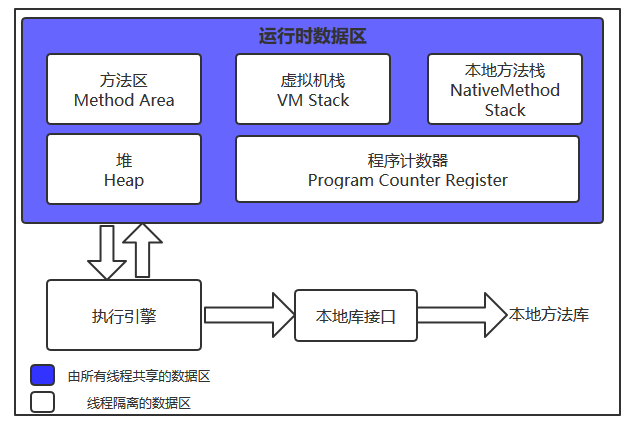 运行时数据区
方法区
Method Area
虚拟机栈
VM Stack
本地方法栈
NativeMethod
Stack
堆
Heap
程序计数器
Program Counter Register
执行引擎
本地库接口
本地方法库
由所有线程共享的数据区
线程隔离的数据区